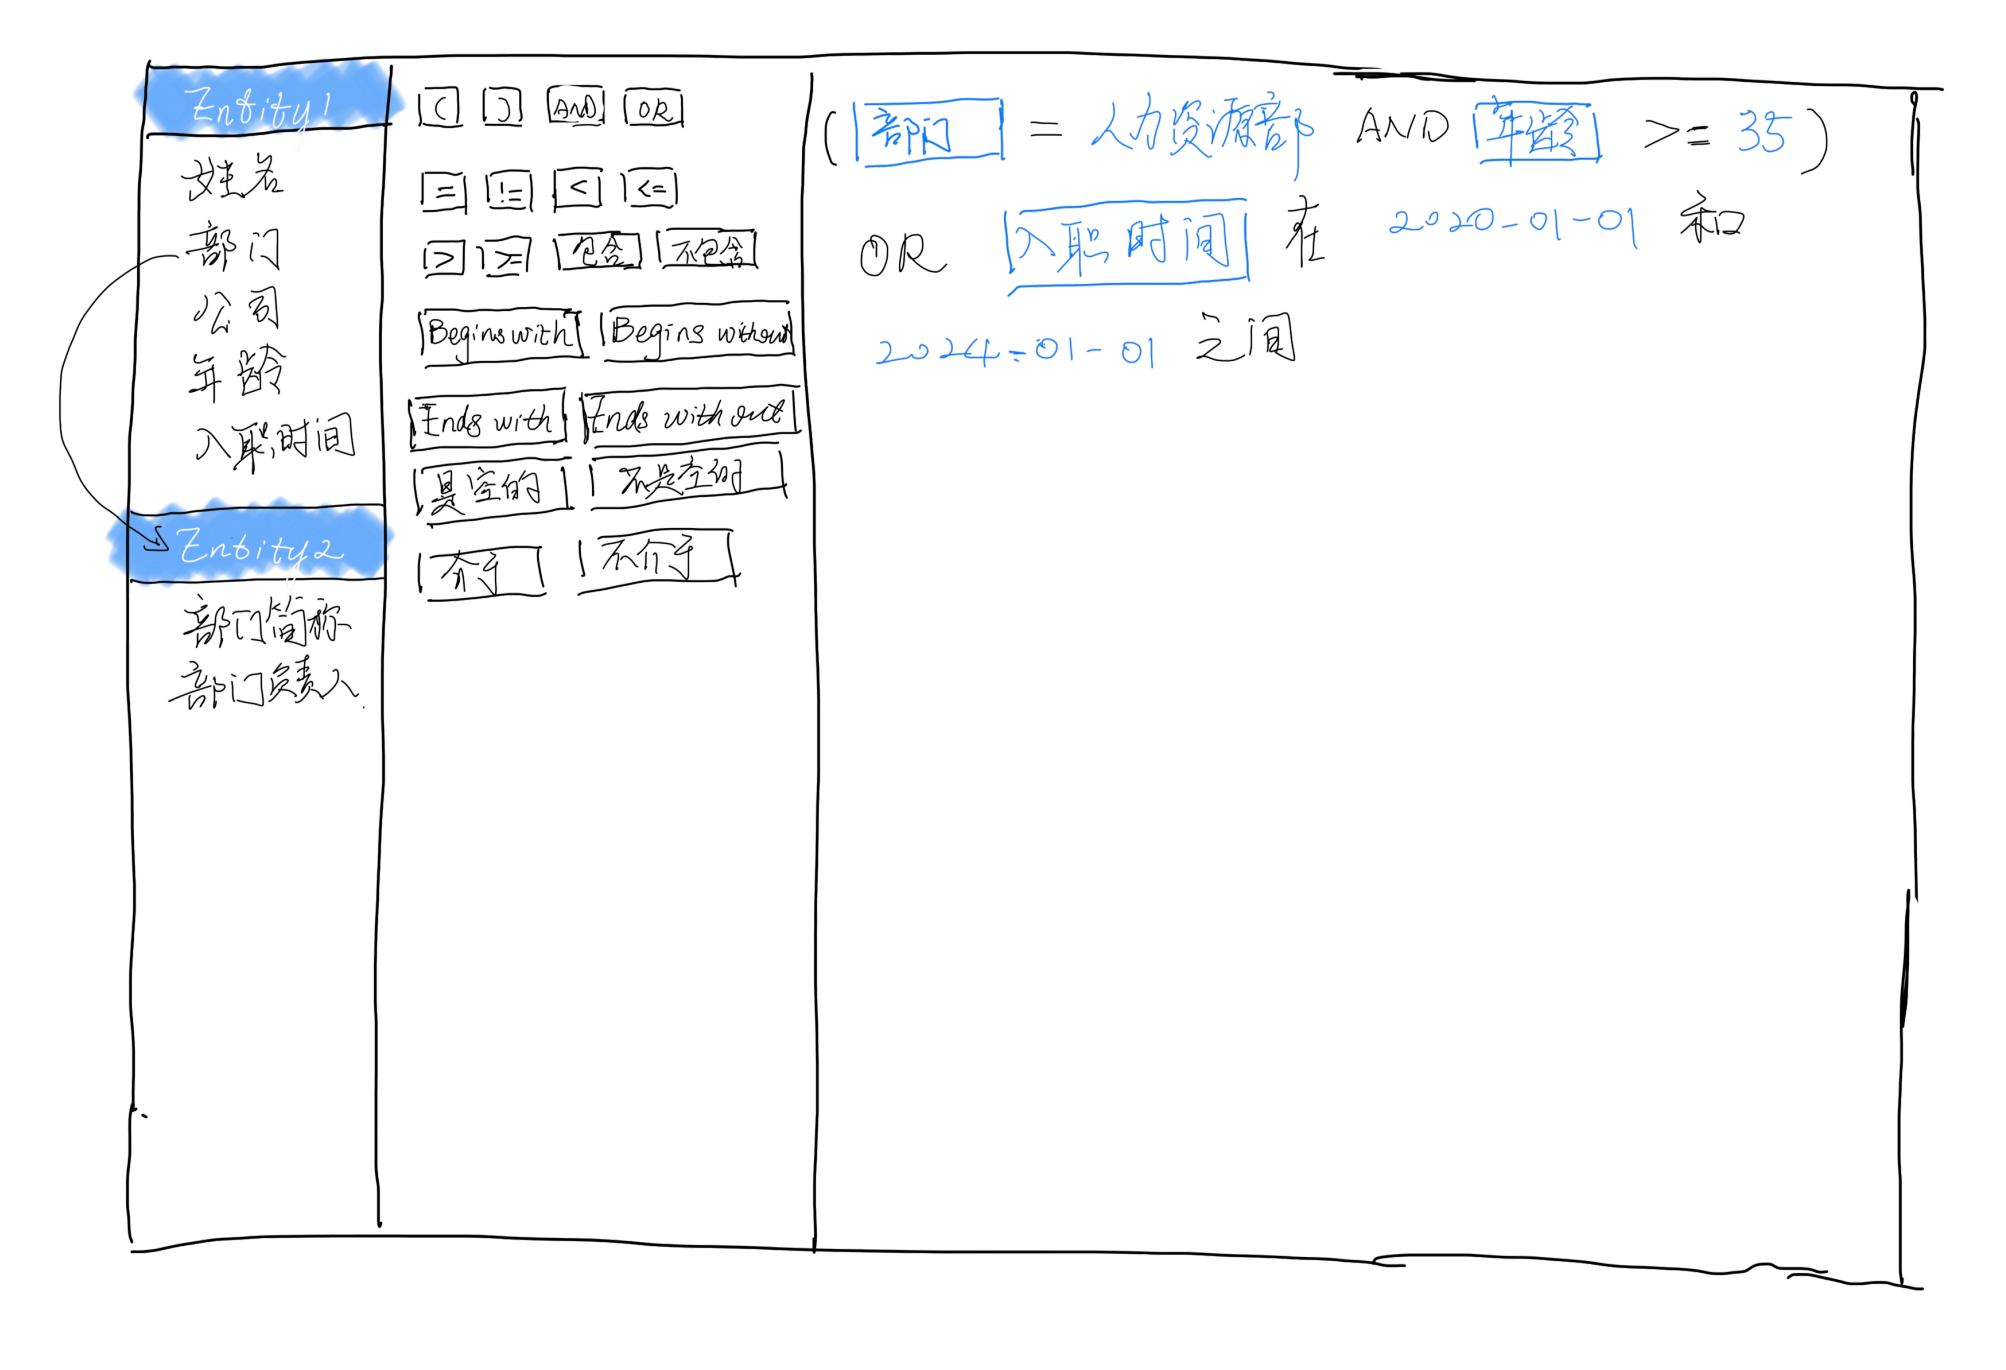 Entity1
姓名
部门
公司
年龄
入职时间
Entity2
部门简称
部门负责人
( ) AND OR
= != < <=
> >= 包含 不包含
Begins with Begins without
Ends with Ends without
是空的 不是空的
介于 不介于
(部门 = 人力资源部 AND 年龄 >= 35)
OR 入职时间 在 2020-01-01 和
2024-01-01 之间